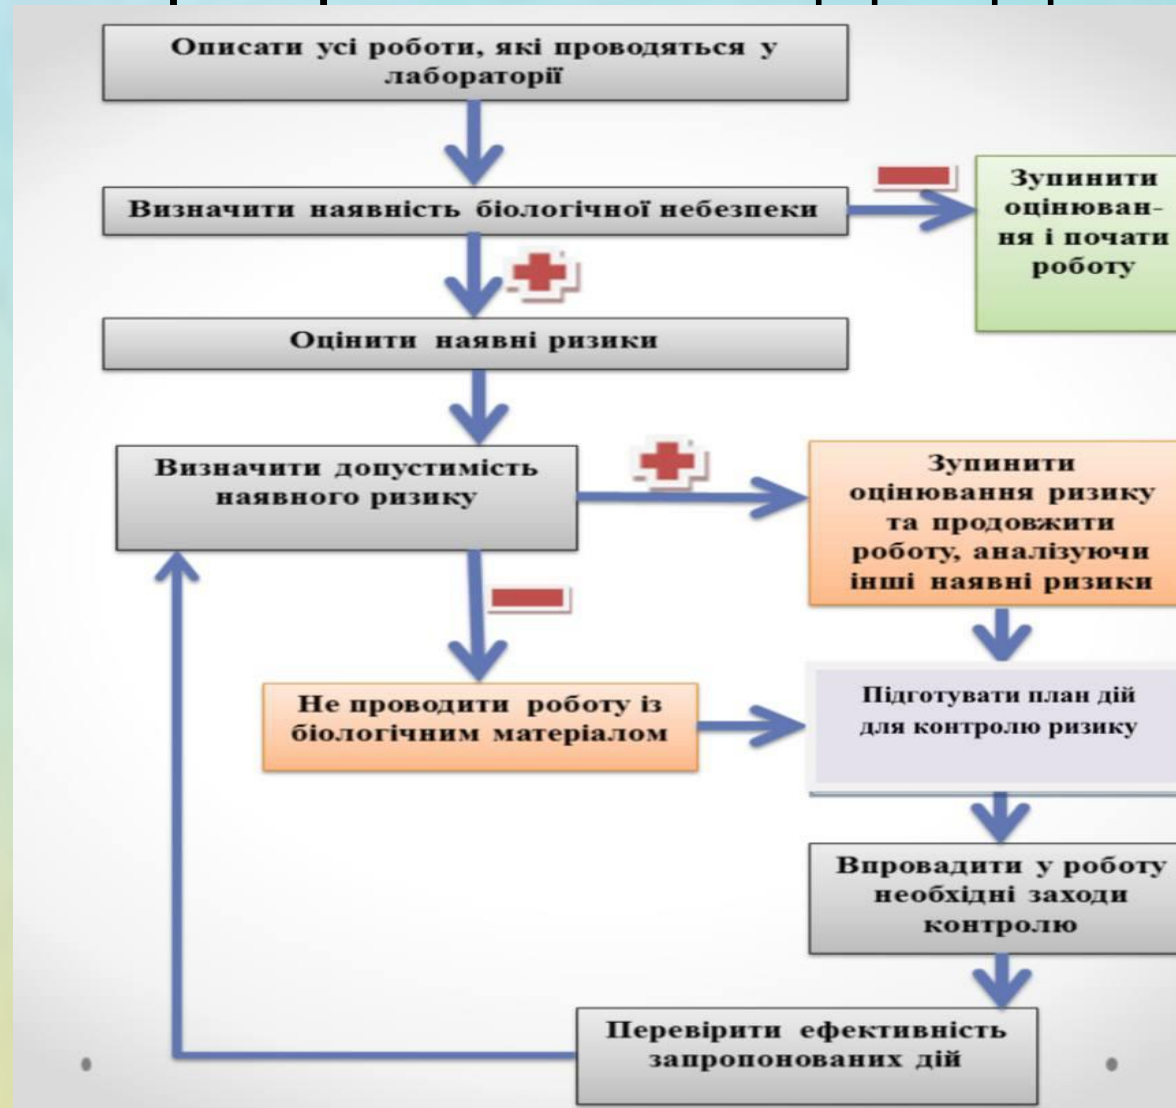 Описати усі роботи, які проводяться у
лабораторії
Визначити наявність біологічної небезпеки
Зупинити
оцінюван-
ня і почати
роботу
Оцінити наявні ризики
Визначити допустимість
наявного ризику
Зупинити
оцінювання ризику
та продовжити
роботу, аналізуючи
інші наявні ризики
Не проводити роботу із
біологічним матеріалом
Підготувати план дій
для контролю ризику
Впровадити у роботу
необхідні заходи
контролю
Перевірити ефективність
запропонованих дій